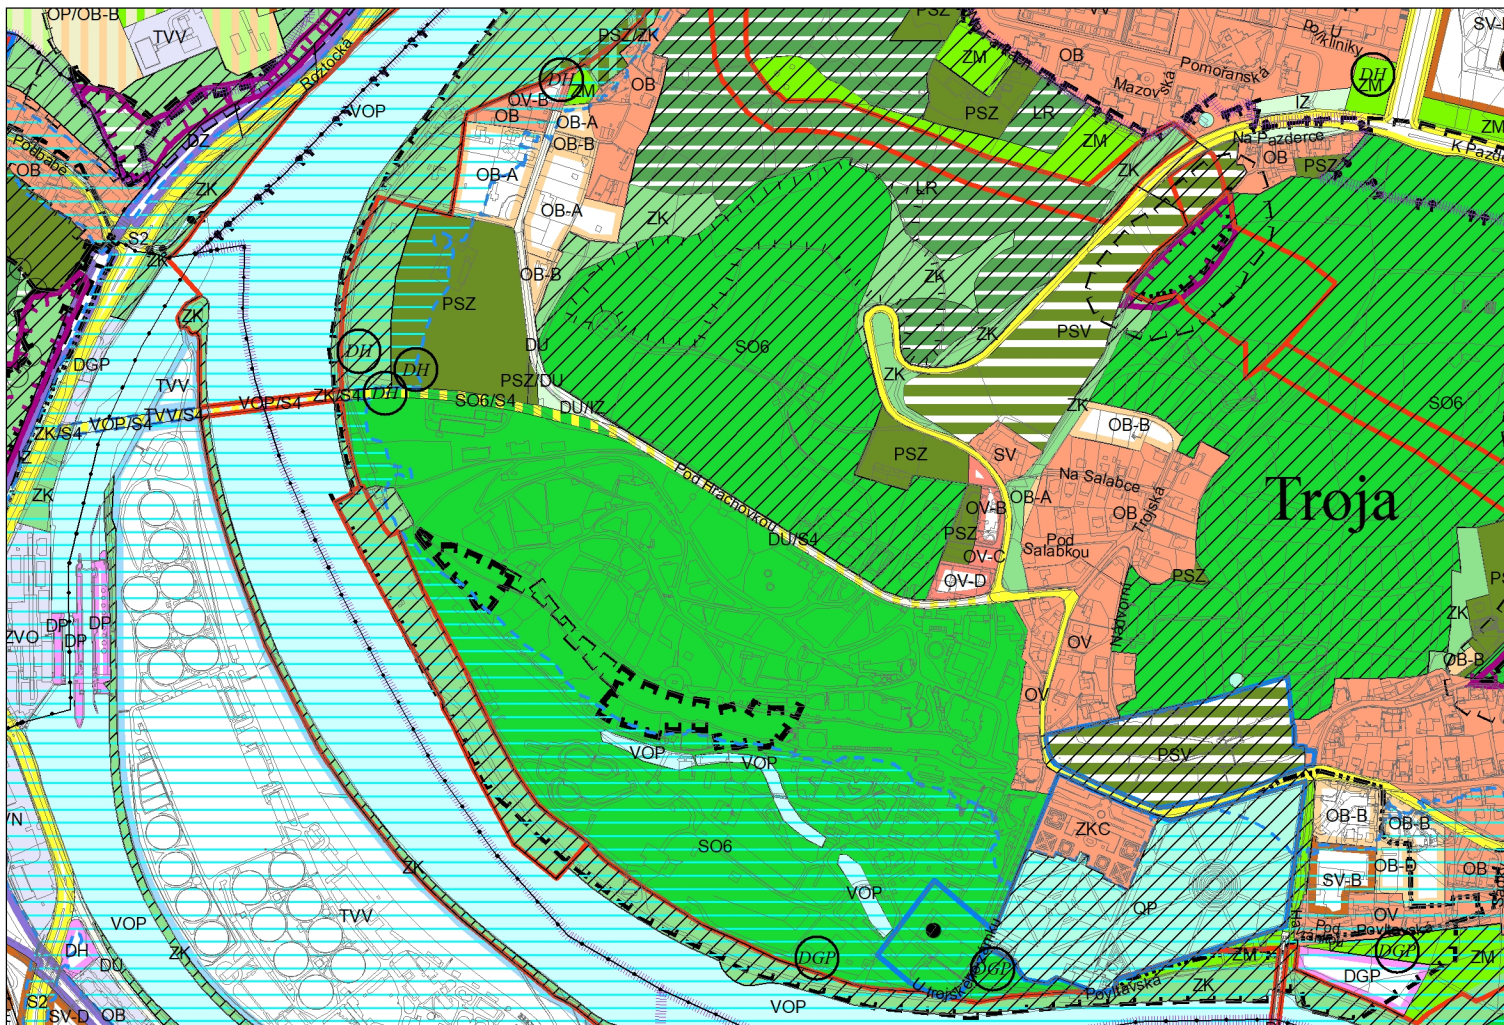 OP/OB-B
TVV
Roztocká
VOP
DH
PSZ/ZK
OV-B
OB
ZM
OB
OB-A
OB-B
OB-A
OB-A
OB-B
PSZ
ZM
OB
U
Polikliniky
Pomořanská
Mazovská
DH
ZM
PSZ
LR
ZM
IZ
Na Pazderce
OB
PSZ
ZM
ZK
LR
ZK
Podbabě
OB
DZ
ZK
S2
ZK
ZK
PSZ
ZK
ZK
PSV
SO6
DU
DH
DH
DH
PSZ/DU
DU/IZ
SO6/S4
ZK/S4
VOP/S4
TVV/S4
VOP/S4
ZK/S4
DGP
TVV
ZK
ZK
SO6
OB-B
SV
PSZ
Na Salabce
OB-A
OB
Trojská
OV-B
PSZ
Pod
Salabkou
OV-C
OV-D
Troja
Pod Hrachovkou
DU/S4
PSZ
ZK
ZK
OB-B
DP
DP
DP
ZVO
Nádvorní
OV
OV
PSV
VOP
VOP
ZKC
OB-B
OB-B
OB-D
OB
SV-B
SO6
VOP
QP
OV
Pod
Povltavská
ZK
TVV
VOP
ZK
DH
DU
S2
SV-D
OB
DGP
U trojského zámku
DGP
VOP
Povltavská
ZK
ZM
DGP
DGP
ZM